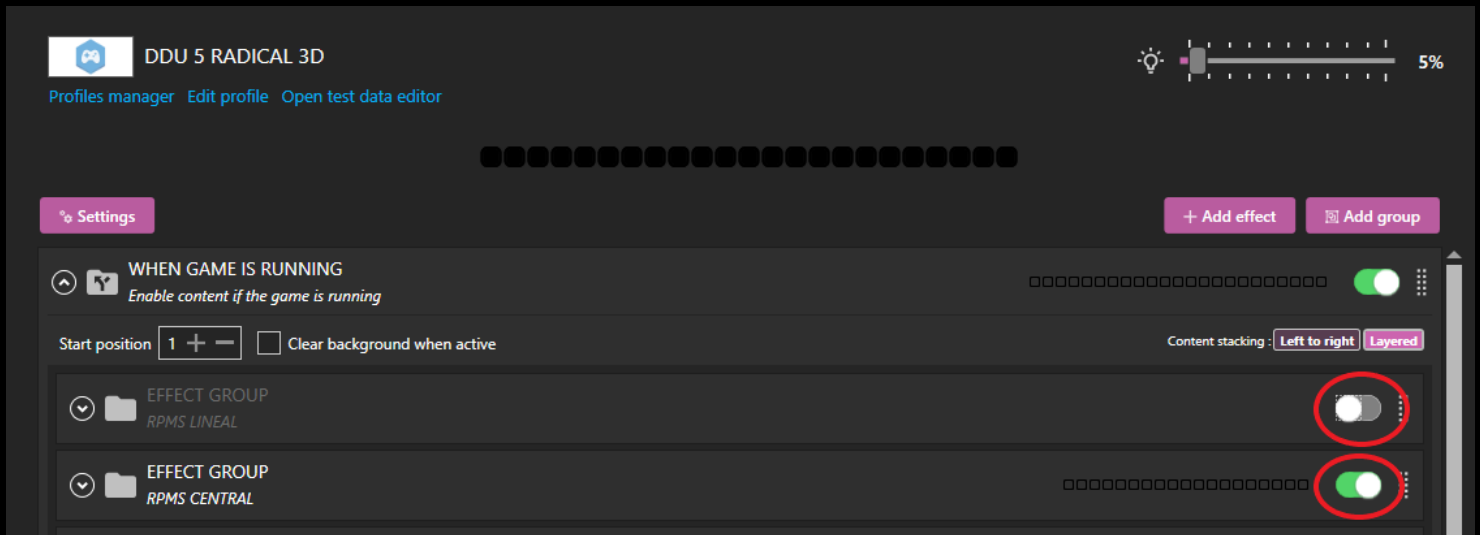 DDU 5 RADICAL 3D
5%
Profiles manager Edit profile Open test data editor
Settings
+ Add effect
Add group
WHEN GAME IS RUNNING
Enable content if the game is running
Start position 1 + −
Clear background when active
Content stacking : Left to right Layered
EFFECT GROUP
RPMS LINEAL
EFFECT GROUP
RPMS CENTRAL